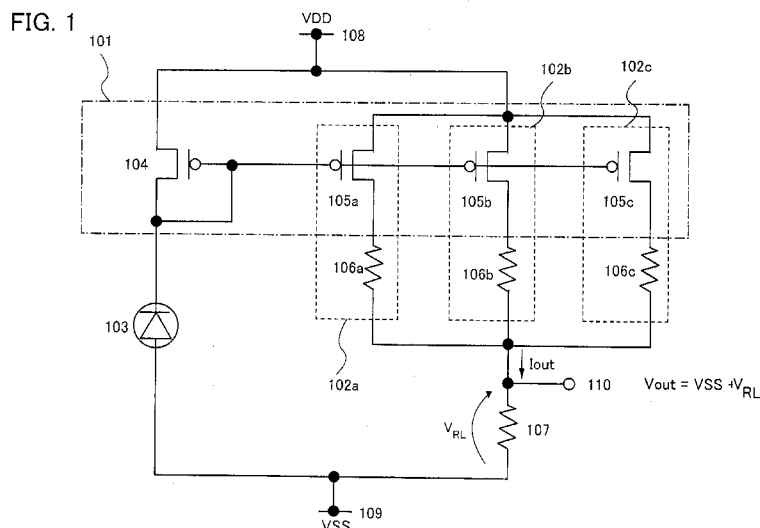 FIG. 1
VDD
108
101
102b
102c
104
105a
105b
105c
106a
106b
106c
103
102a
Iout
110
Vout = VSS +VRL
VRL
107
109
VSS